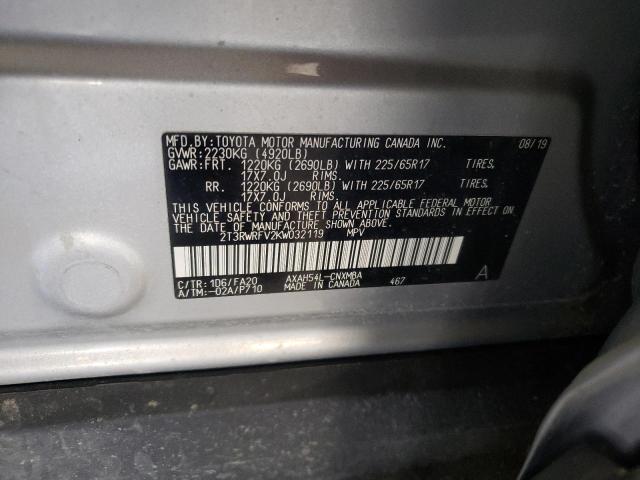 MFD.BY:TOYOTA MOTOR MANUFACTURING CANADA INC. 08/19
GVWR:2230KG (4920LB)
GAWR:FRT. 1220KG (2690LB) WITH 225/65R17 TIRES,
17X7.0J RIMS.
RR. 1220KG (2690LB) WITH 225/65R17 TIRES,
17X7.0J RIMS.
THIS VEHICLE CONFORMS TO ALL APPLICABLE FEDERAL MOTOR
VEHICLE SAFETY AND THEFT PREVENTION STANDARDS IN EFFECT ON
THE DATE OF MANUFACTURE SHOWN ABOVE.
2T3RWRFV2KW032119 MPV
C/TR:1D6/FA20 AXAH54L-CNXMBA A
A/TM:-02A/P710 MADE IN CANADA 467